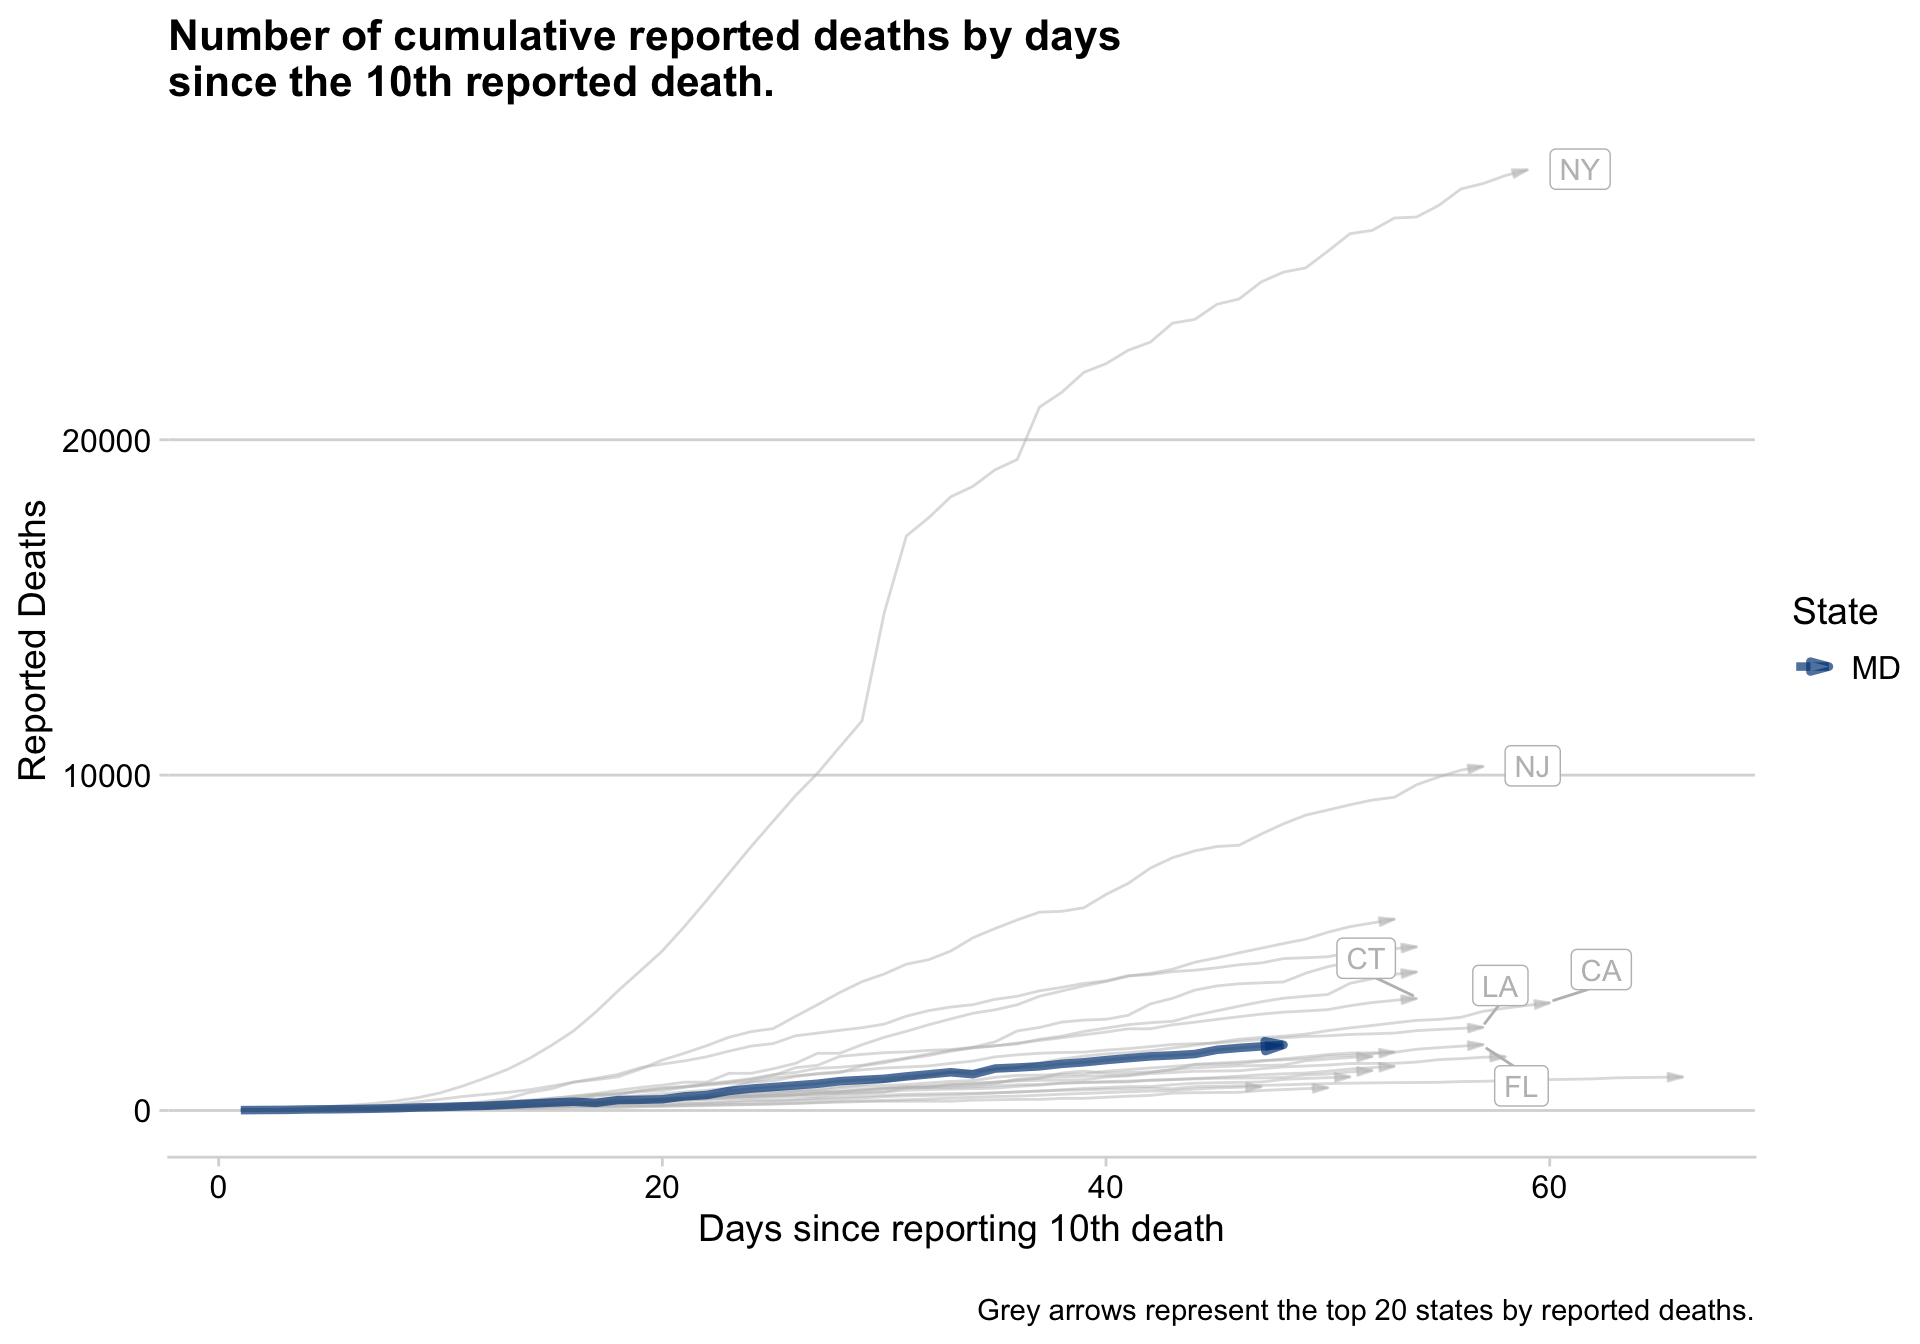 Number of cumulative reported deaths by days
since the 10th reported death.
NY
20000
Reported Deaths
State
MD
NJ
10000
CT
LA
CA
FL
0
0
20
40
60
Days since reporting 10th death
Grey arrows represent the top 20 states by reported deaths.